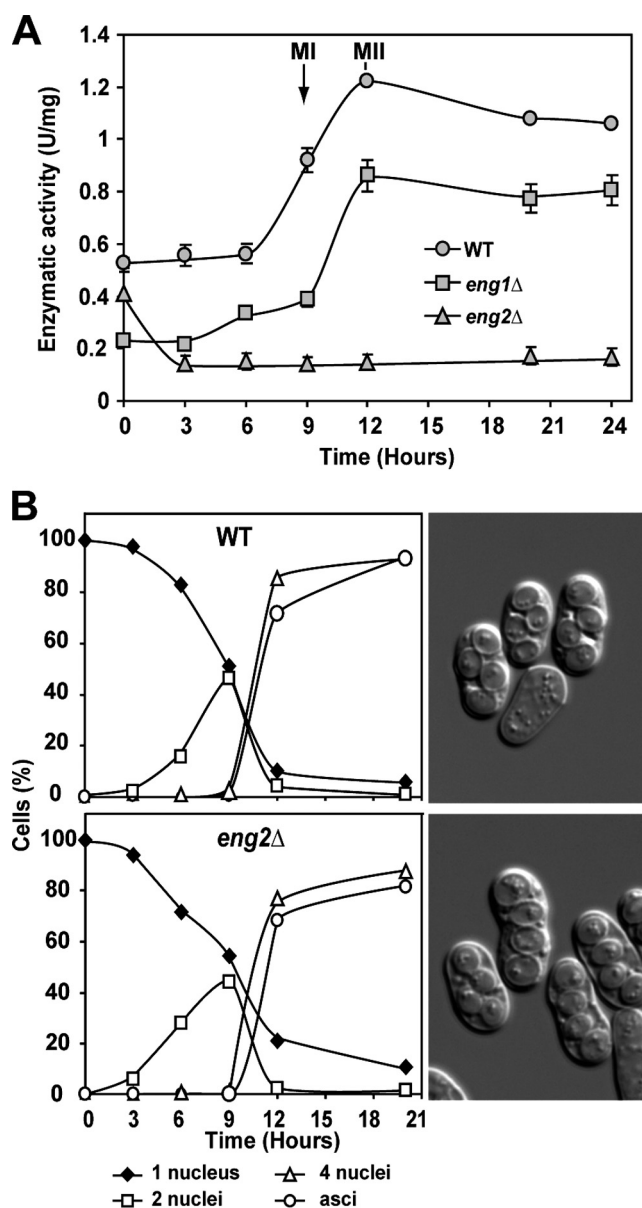 A
1.4
1.2
1
0.8
0.6
0.4
0.2
0
Enzymatic activity (U/mg)
MI
MII
WT
eng1Δ
eng2Δ
0 3 6 9 12 15 18 21 24
Time (Hours)
B
WT
100
80
60
40
20
0
Cells (%)
eng2Δ
100
80
60
40
20
0
0 3 6 9 12 15 18 21
Time (Hours)
1 nucleus
4 nuclei
2 nuclei
asci